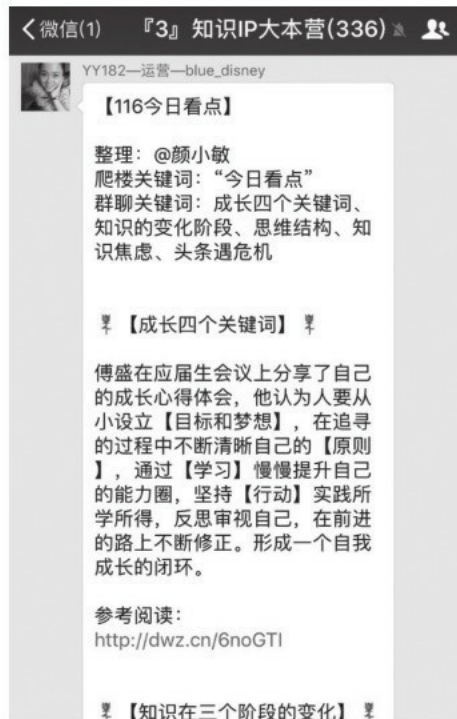 微信(1) 『3』知识IP大本营(336)
YY182—运营—blue_disney
【116今日看点】
整理：@颜小敏
爬楼关键词：“今日看点”
群聊关键词：成长四个关键词、
知识的变化阶段、思维结构、知
识焦虑、头条遇危机
【成长四个关键词】
傅盛在应届生会议上分享了自己
的成长心得体会，他认为人要从
小设立【目标和梦想】，在追寻
的过程中不断清晰自己的【原则
】，通过【学习】慢慢提升自己
的能力圈，坚持【行动】实践所
学所得，反思审视自己，在前进
的路上不断修正。形成一个自我
成长的闭环。
参考阅读：
http://dwz.cn/6noGTI
【知识在三个阶段的变化】